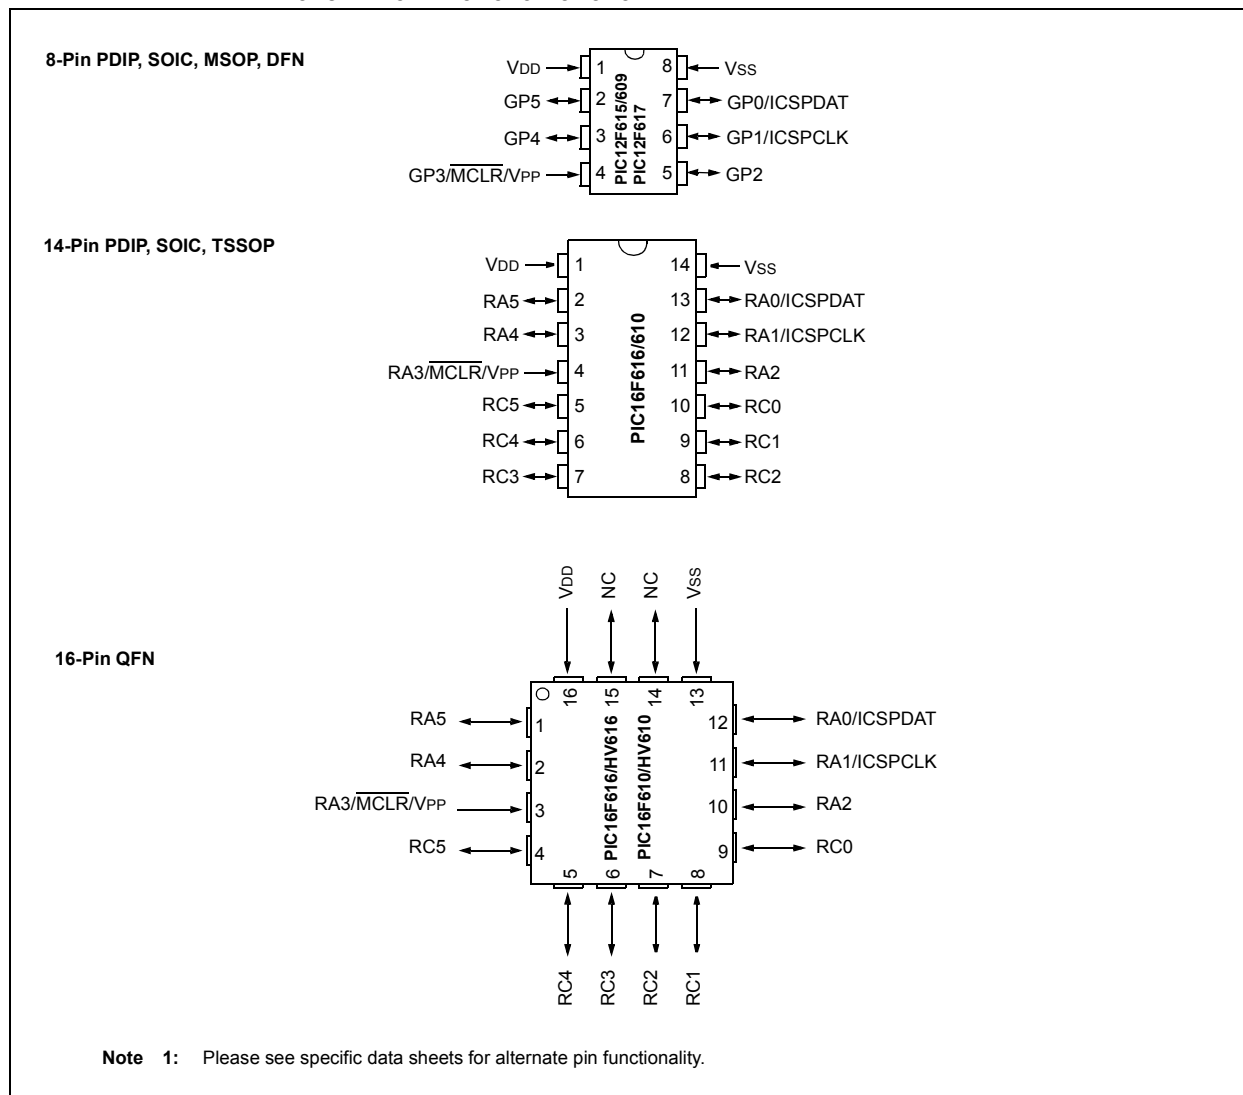 8-Pin PDIP, SOIC, MSOP, DFN
VDD 1 8 VSS
GP5 2 7 GP0/ICSPDAT
GP4 3 6 GP1/ICSPCLK
GP3/MCLR/VPP 4 5 GP2
PIC12F615/609
PIC12F617
14-Pin PDIP, SOIC, TSSOP
VDD 1 14 VSS
RA5 2 13 RA0/ICSPDAT
RA4 3 12 RA1/ICSPCLK
RA3/MCLR/VPP 4 11 RA2
RC5 5 10 RC0
RC4 6 9 RC1
RC3 7 8 RC2
PIC16F616/610
16-Pin QFN
VDD NC NC VSS
16 15 14 13
RA5 1 12 RA0/ICSPDAT
RA4 2 11 RA1/ICSPCLK
RA3/MCLR/VPP 3 10 RA2
RC5 4 9 RC0
PIC16F616/HV616
PIC16F610/HV610
5 6 7 8
RC4 RC3 RC2 RC1
Note 1: Please see specific data sheets for alternate pin functionality.